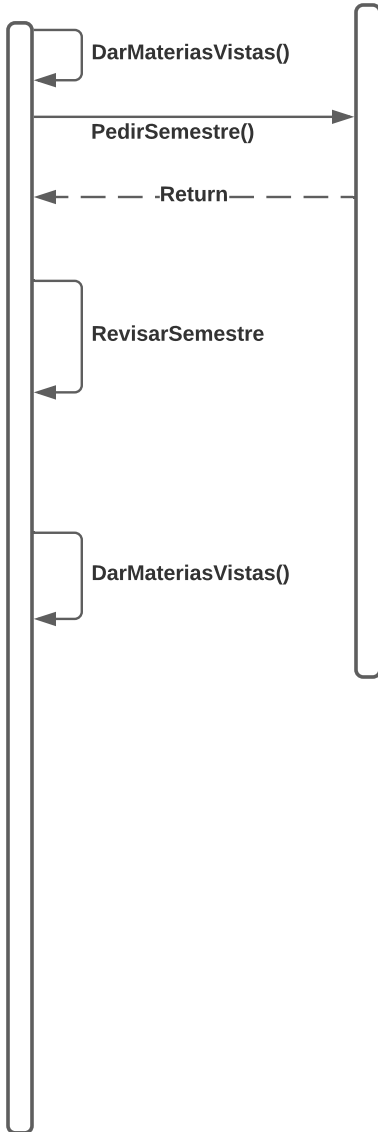 DarMateriasVistas()
PedirSemestre()
Return
RevisarSemestre
DarMateriasVistas()